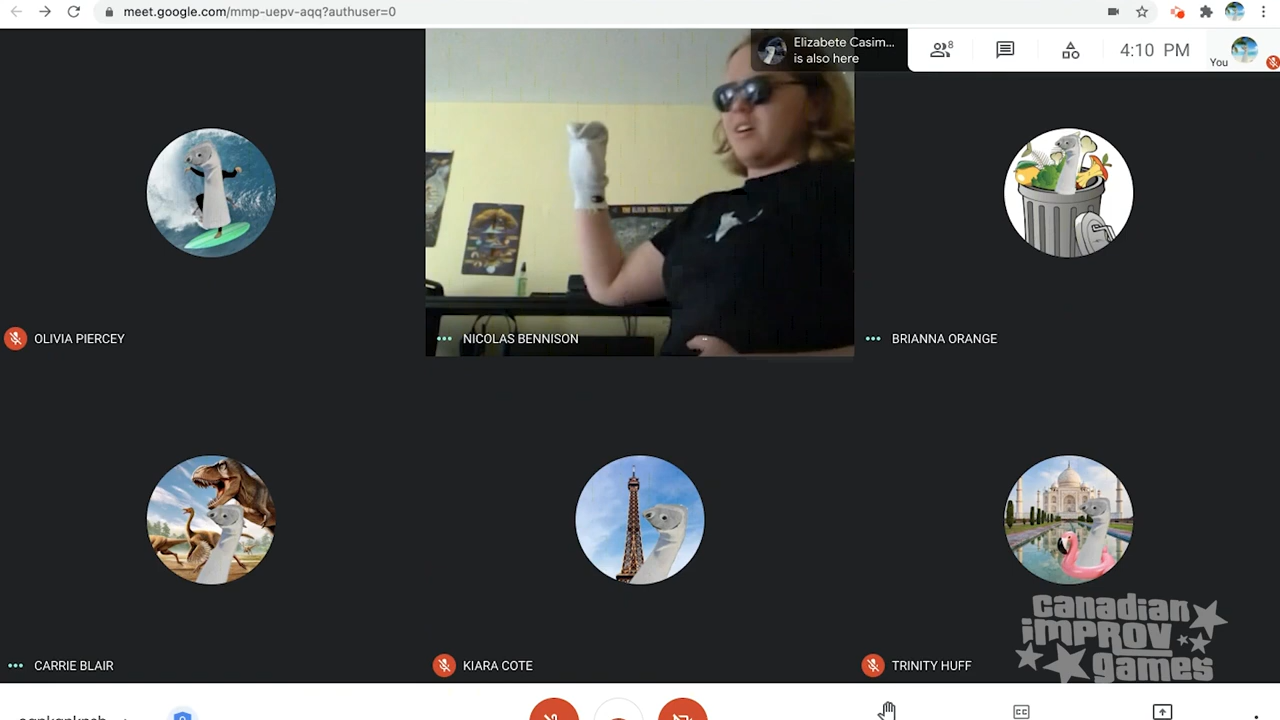 meet.google.com/mmp-uepv-aqq?authuser=0
Elizabete Casim...
is also here
8
4:10 PM
You
OLIVIA PIERCEY
NICOLAS BENNISON
BRIANNA ORANGE
CARRIE BLAIR
KIARA COTE
TRINITY HUFF
canadian
improv
games
CC